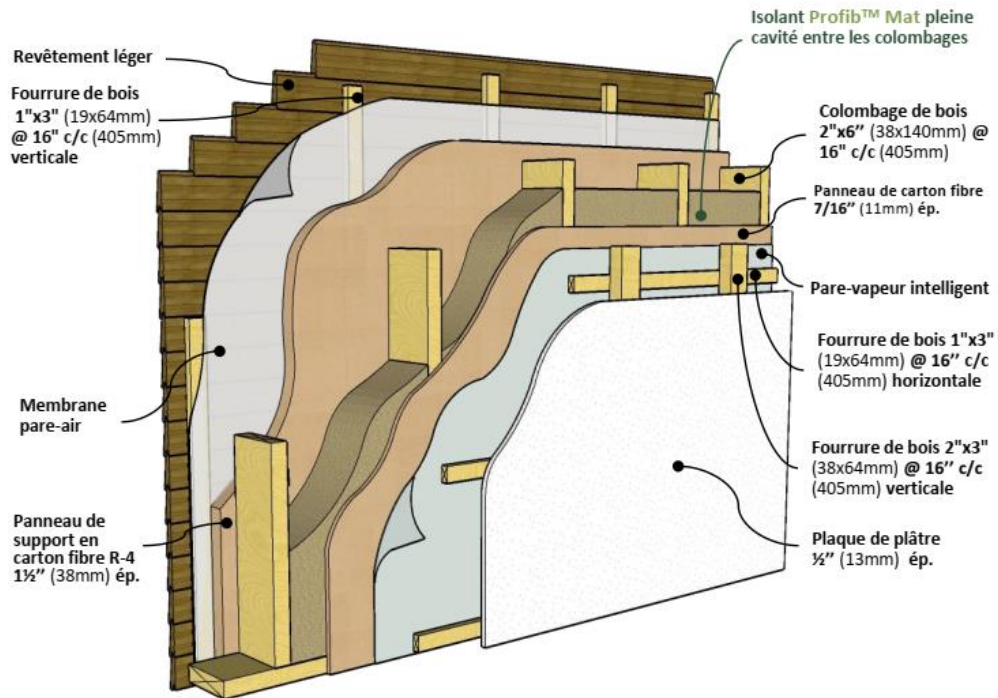 Revêtement léger
Fourrure de bois
1"x3" (19x64mm)
@ 16" c/c (405mm)
verticale
Membrane
pare-air
Panneau de
support en
carton fibre R-4
1½’’ (38mm) ép.
Isolant Profib™ Mat pleine
cavité entre les colombages
Colombage de bois
2"x6’’ (38x140mm) @
16" c/c (405mm)
Panneau de carton fibre
7/16’’ (11mm) ép.
Pare-vapeur intelligent
Fourrure de bois 1"x3"
(19x64mm) @ 16’’ c/c
(405mm) horizontale
Fourrure de bois 2"x3"
(38x64mm) @ 16’’ c/c
(405mm) verticale
Plaque de plâtre
½’’ (13mm) ép.